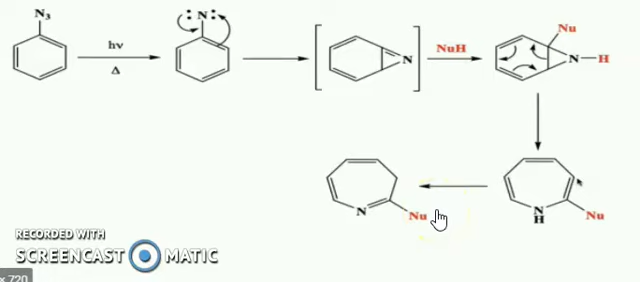 N₃
hν
Δ
:N:
N
NuH
Nu
N—H
N
Nu
N
H
Nu
RECORDED WITH
SCREENCAST MATIC
x 720